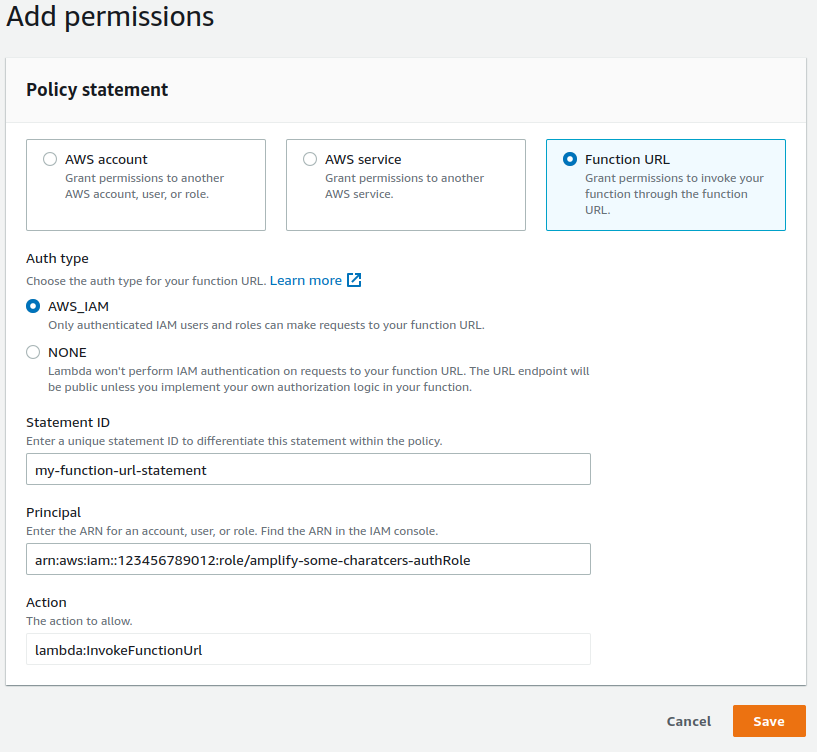 Add permissions
Policy statement
AWS account
Grant permissions to another
AWS account, user, or role.
AWS service
Grant permissions to another
AWS service.
Function URL
Grant permissions to invoke your
function through the function
URL.
Auth type
Choose the auth type for your function URL. Learn more
AWS_IAM
Only authenticated IAM users and roles can make requests to your function URL.
NONE
Lambda won't perform IAM authentication on requests to your function URL. The URL endpoint will
be public unless you implement your own authorization logic in your function.
Statement ID
Enter a unique statement ID to differentiate this statement within the policy.
my-function-url-statement
Principal
Enter the ARN for an account, user, or role. Find the ARN in the IAM console.
arn:aws:iam::123456789012:role/amplify-some-charatcers-authRole
Action
The action to allow.
lambda:InvokeFunctionUrl
Cancel
Save